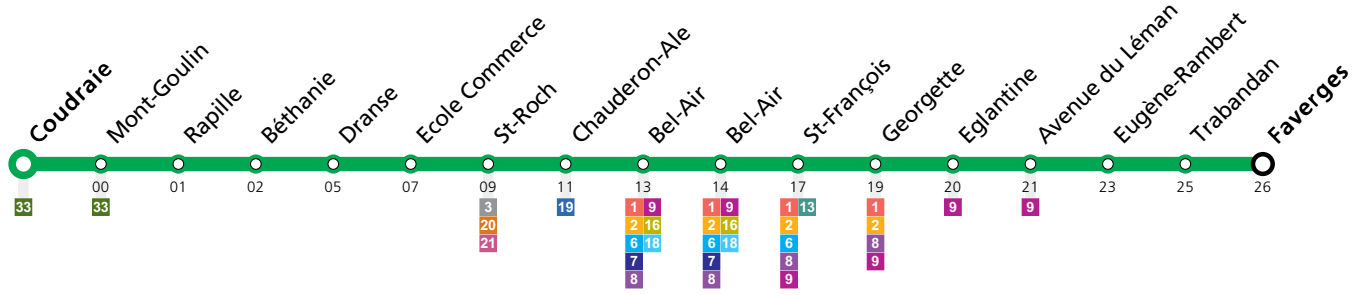 Coudraie
Mont-Goulin
Rapille
Béthanie
Dranse
Ecole Commerce
St-Roch
Chauderon-Ale
Bel-Air
Bel-Air
St-François
Georgette
Eglantine
Avenue du Léman
Eugène-Rambert
Trabandan
Faverges
00 01 02 05 07 09 11 13 14 17 19 20 21 23 25 26
33 33 3 19 1 9 1 9 1 13 1 9 9
20 2 16 2 16 2 2
21 6 18 6 18 6 8
7 7 8 9
8 8 9